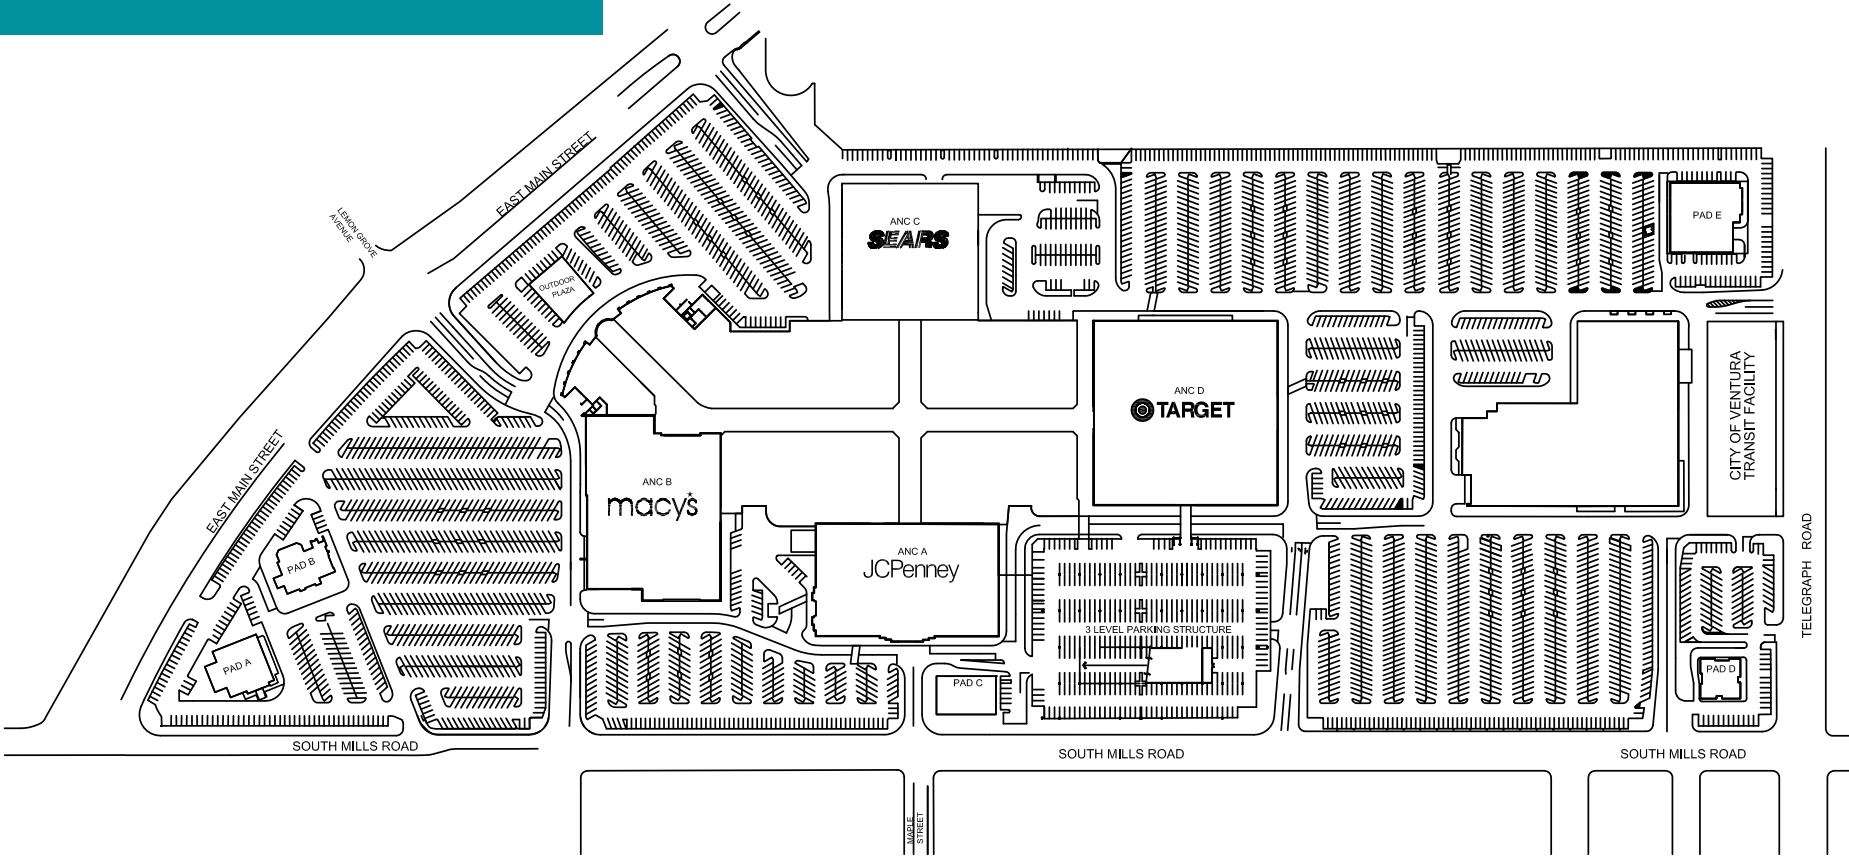 EAST MAIN STREET
LEMON GROVE
AVENUE
ANC C
SEARS
PAD E
OUTDOOR
PLAZA
ANC D
TARGET
CITY OF VENTURA
TRANSIT FACILITY
EAST MAIN STREET
ANC B
macy's
ANC A
JCPenney
PAD B
TELEGRAPH ROAD
3 LEVEL PARKING STRUCTURE
PAD A
PAD C
PAD D
SOUTH MILLS ROAD
SOUTH MILLS ROAD
SOUTH MILLS ROAD
MAPLE
STREET